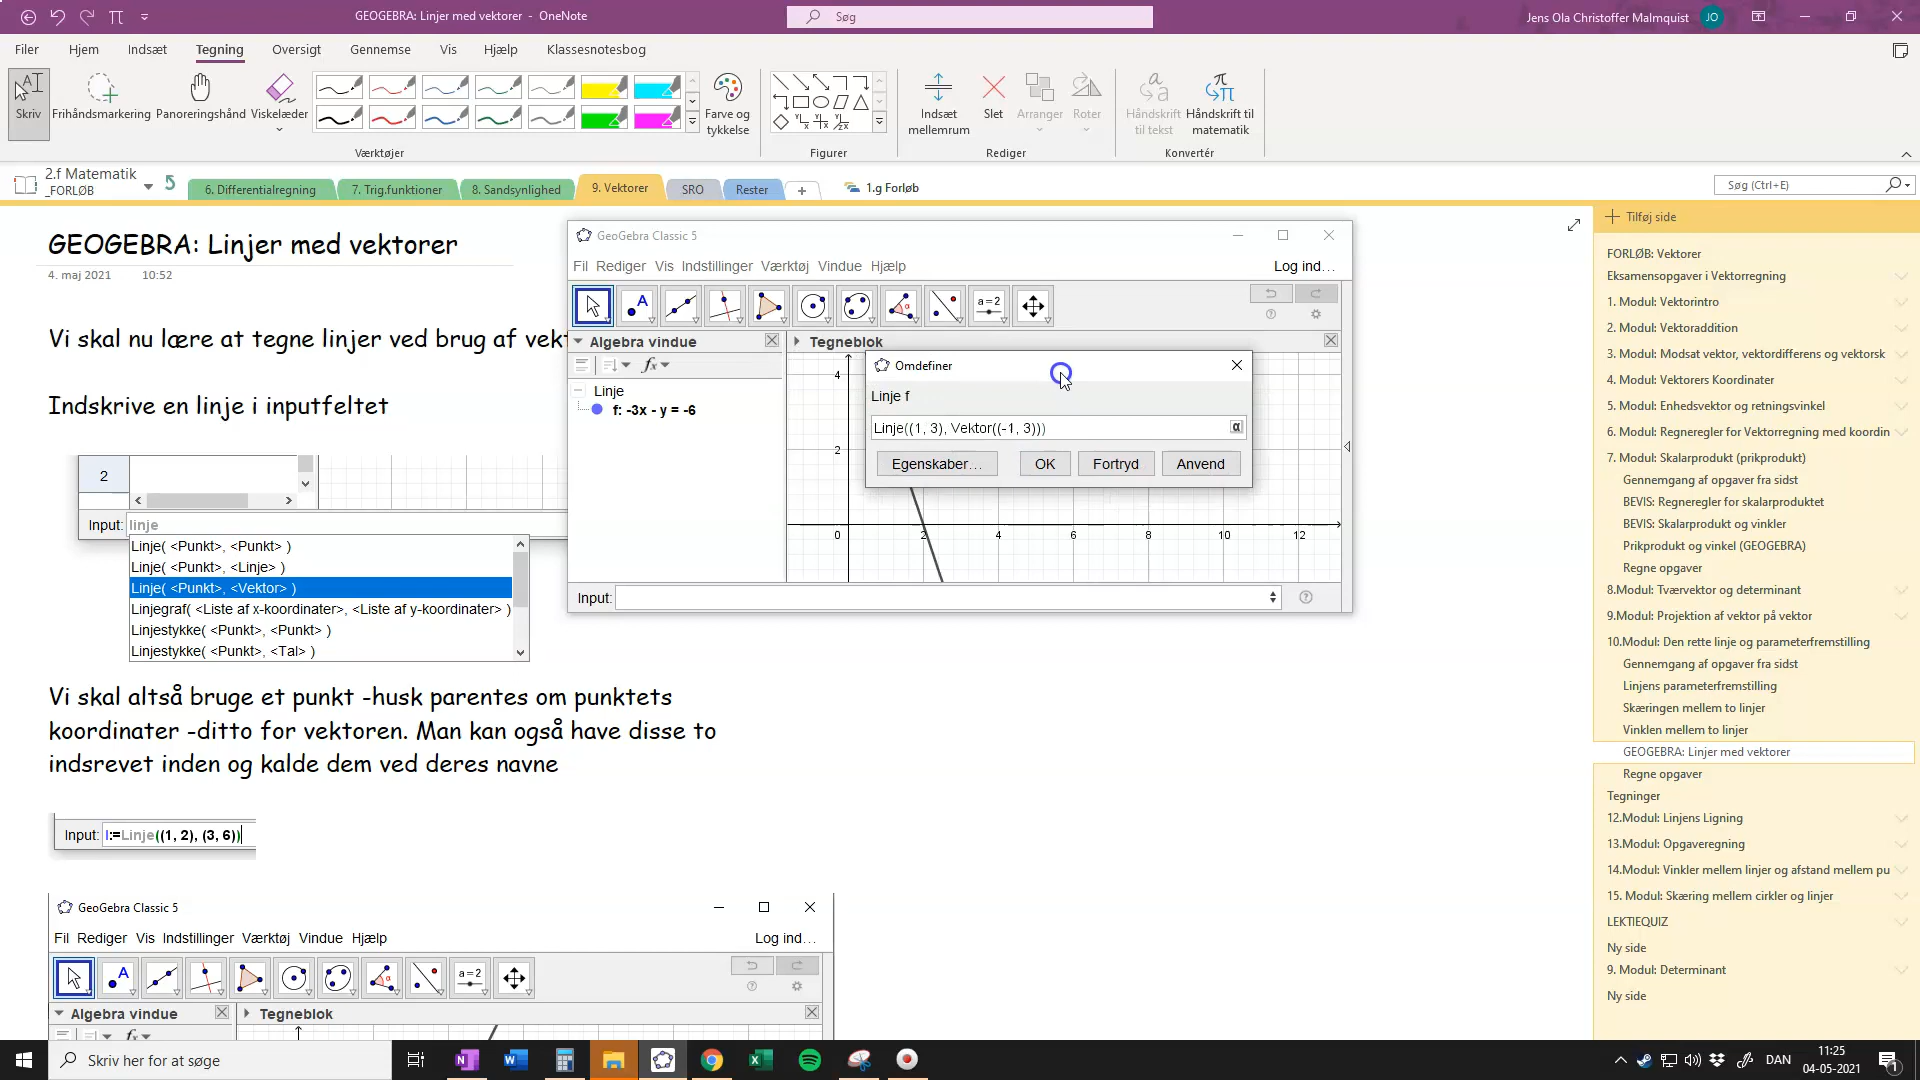 GEOGEBRA: Linjer med vektorer - OneNote
Søg
Jens Ola Christoffer Malmquist
JO
Filer
Hjem
Indsæt
Tegning
Oversigt
Gennemse
Vis
Hjælp
Klassesnotesbog
Skriv
Frihåndsmarkering
Panoreringshånd
Viskelæder
Farve og
tykkelse
Indsæt
mellemrum
Slet
Arranger
Roter
Håndskrift
til tekst
Håndskrift til
matematik
Værktøjer
Figurer
Rediger
Konvertér
2.f Matematik
_FORLØB
6. Differentialregning
7. Trig.funktioner
8. Sandsynlighed
9. Vektorer
SRO
Rester
1.g Forløb
Søg (Ctrl+E)
GEOGEBRA: Linjer med vektorer
4. maj 2021
10:52
Vi skal nu lære at tegne linjer ved brug af vekt
Indskrive en linje i inputfeltet
2
Input: linje
Linje( <Punkt>, <Punkt> )
Linje( <Punkt>, <Linje> )
Linje( <Punkt>, <Vektor> )
Linjegraf( <Liste af x-koordinater>, <Liste af y-koordinater> )
Linjestykke( <Punkt>, <Punkt> )
Linjestykke( <Punkt>, <Tal> )
Vi skal altså bruge et punkt -husk parentes om punktets
koordinater -ditto for vektoren. Man kan også have disse to
indsrevet inden og kalde dem ved deres navne
Input: l:=Linje((1, 2), (3, 6))
GeoGebra Classic 5
Fil Rediger Vis Indstillinger Værktøj Vindue Hjælp
Log ind...
A
a=2
Algebra vindue
Tegneblok
fx
GeoGebra Classic 5
Fil Rediger Vis Indstillinger Værktøj Vindue Hjælp
Log ind...
A
a=2
Algebra vindue
Tegneblok
fx
Linje
f: -3x - y = -6
4
2
0
2
4
6
8
10
12
Omdefiner
Linje f
Linje((1, 3), Vektor((-1, 3)))
α
Egenskaber...
OK
Fortryd
Anvend
Input:
Tilføj side
FORLØB: Vektorer
Eksamensopgaver i Vektorregning
1. Modul: Vektorintro
2. Modul: Vektoraddition
3. Modul: Modsat vektor, vektordifferens og vektorsk
4. Modul: Vektorers Koordinater
5. Modul: Enhedsvektor og retningsvinkel
6. Modul: Regneregler for Vektorregning med koordin
7. Modul: Skalarprodukt (prikprodukt)
Gennemgang af opgaver fra sidst
BEVIS: Regneregler for skalarproduktet
BEVIS: Skalarprodukt og vinkler
Prikprodukt og vinkel (GEOGEBRA)
Regne opgaver
8.Modul: Tværvektor og determinant
9.Modul: Projektion af vektor på vektor
10.Modul: Den rette linje og parameterfremstilling
Gennemgang af opgaver fra sidst
Linjens parameterfremstilling
Skæringen mellem to linjer
Vinklen mellem to linjer
GEOGEBRA: Linjer med vektorer
Regne opgaver
Tegninger
12.Modul: Linjens Ligning
13.Modul: Opgaveregning
14.Modul: Vinkler mellem linjer og afstand mellem pu
15. Modul: Skæring mellem cirkler og linjer
LEKTIEQUIZ
Ny side
9. Modul: Determinant
Ny side
Skriv her for at søge
DAN
11:25
04-05-2021
1